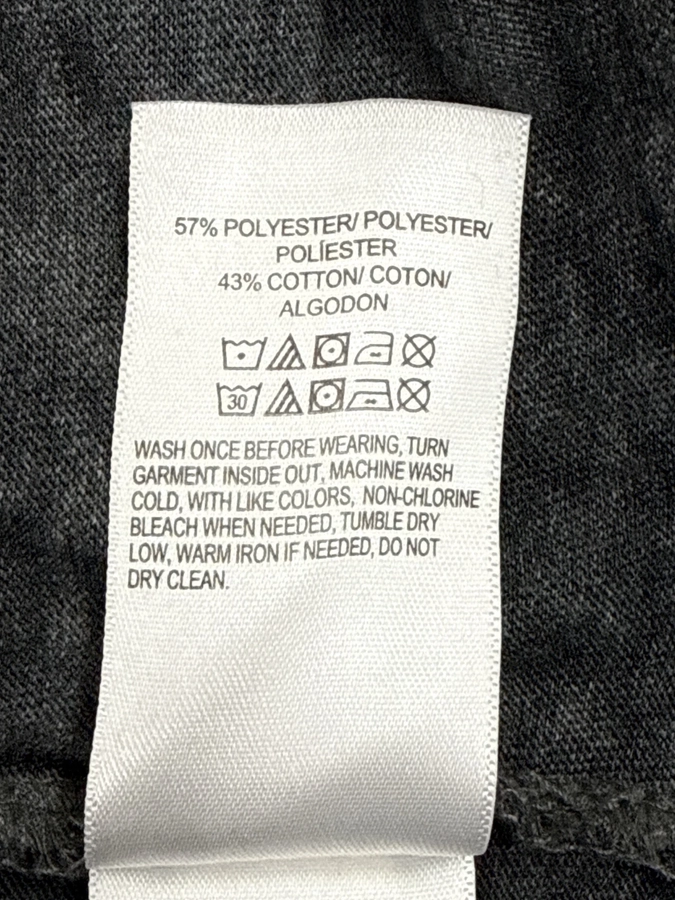 57% POLYESTER/ POLYESTER/
POLÍESTER
43% COTTON/ COTON/
ALGODON
30
WASH ONCE BEFORE WEARING, TURN
GARMENT INSIDE OUT, MACHINE WASH
COLD, WITH LIKE COLORS, NON-CHLORINE
BLEACH WHEN NEEDED, TUMBLE DRY
LOW, WARM IRON IF NEEDED, DO NOT
DRY CLEAN.